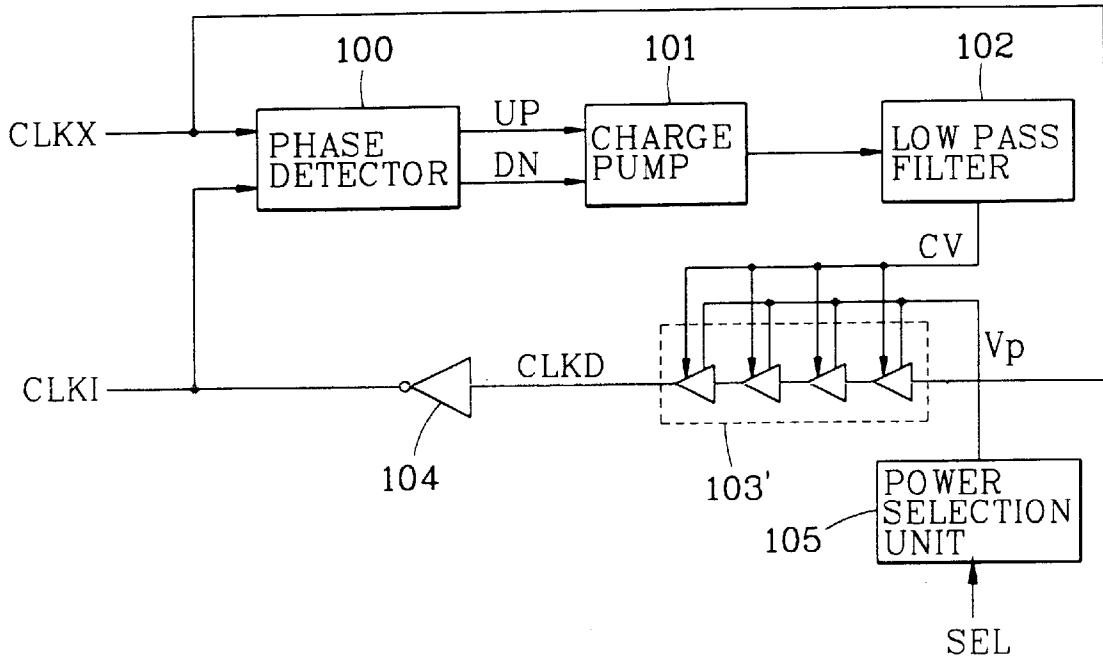 100
101
102
CLKX
PHASE
DETECTOR
UP
DN
CHARGE
PUMP
LOW PASS
FILTER
CV
Vp
CLKI
CLKD
104
103'
105
POWER
SELECTION
UNIT
SEL